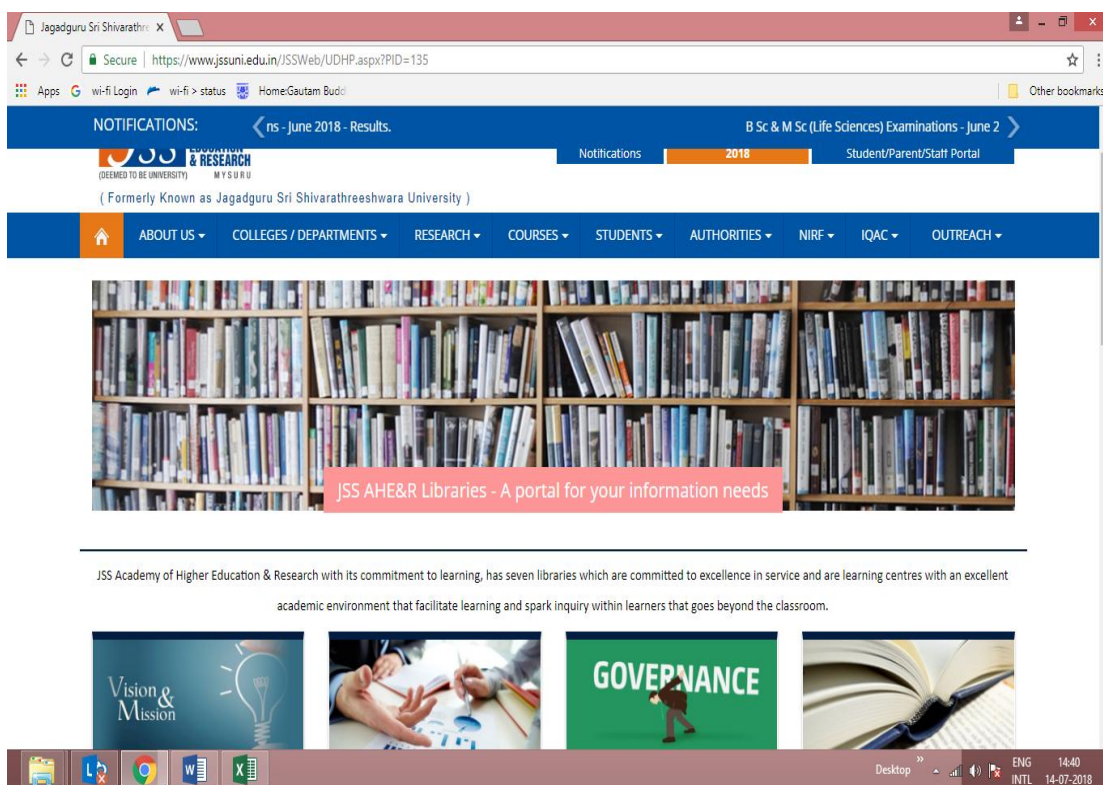 Jagadguru Sri Shivarathre
Secure | https://www.jssuni.edu.in/JSSWeb/UDHP.aspx?PID=135
Apps wi-fi Login wi-fi > status Home:Gautam Budd Other bookmarks
NOTIFICATIONS: ns - June 2018 - Results. B Sc & M Sc (Life Sciences) Examinations - June 2
JSS EDUCATION
& RESEARCH
(DEEMED TO BE UNIVERSITY) MYSURU
Notifications 2018 Student/Parent/Staff Portal
( Formerly Known as Jagadguru Sri Shivarathreeshwara University )
ABOUT US COLLEGES / DEPARTMENTS RESEARCH COURSES STUDENTS AUTHORITIES NIRF IQAC OUTREACH
JSS AHE&R Libraries - A portal for your information needs
JSS Academy of Higher Education & Research with its commitment to learning, has seven libraries which are committed to excellence in service and are learning centres with an excellent
academic environment that facilitate learning and spark inquiry within learners that goes beyond the classroom.
Vision &
Mission
GOVERNANCE
Desktop ENG 14:40
INTL 14-07-2018